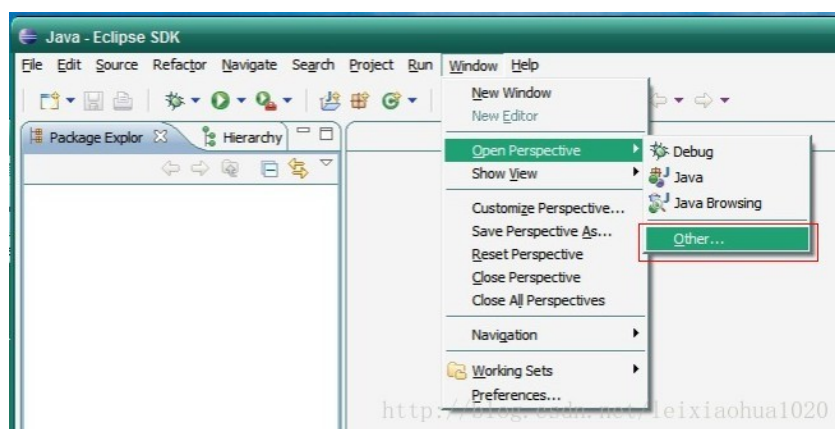 Java - Eclipse SDK
File Edit Source Refactor Navigate Search Project Run Window Help
New Window
New Editor
Package Explor Hierarchy
Open Perspective
Debug
Show View
Java
Customize Perspective...
Java Browsing
Save Perspective As...
Other...
Reset Perspective
Close Perspective
Close All Perspectives
Navigation
Working Sets
Preferences...
http://blog.csdn.net/leixiaohua1020